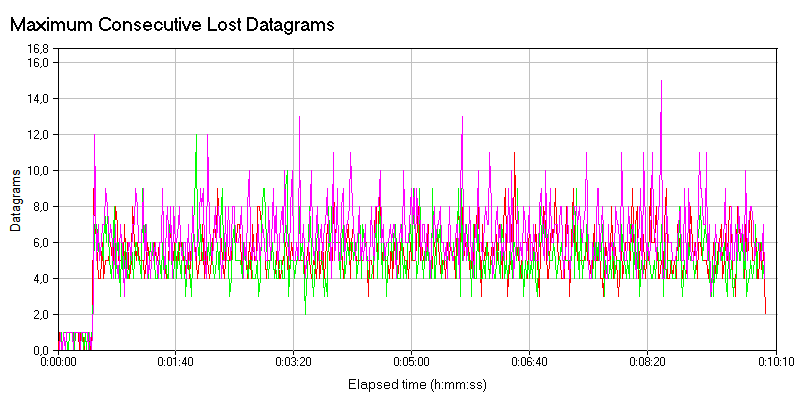 Maximum Consecutive Lost Datagrams
16,8
16,0
14,0
12,0
10,0
8,0
6,0
4,0
2,0
0,0
Datagrams
0:00:00 0:01:40 0:03:20 0:05:00 0:06:40 0:08:20 0:10:10
Elapsed time (h:mm:ss)